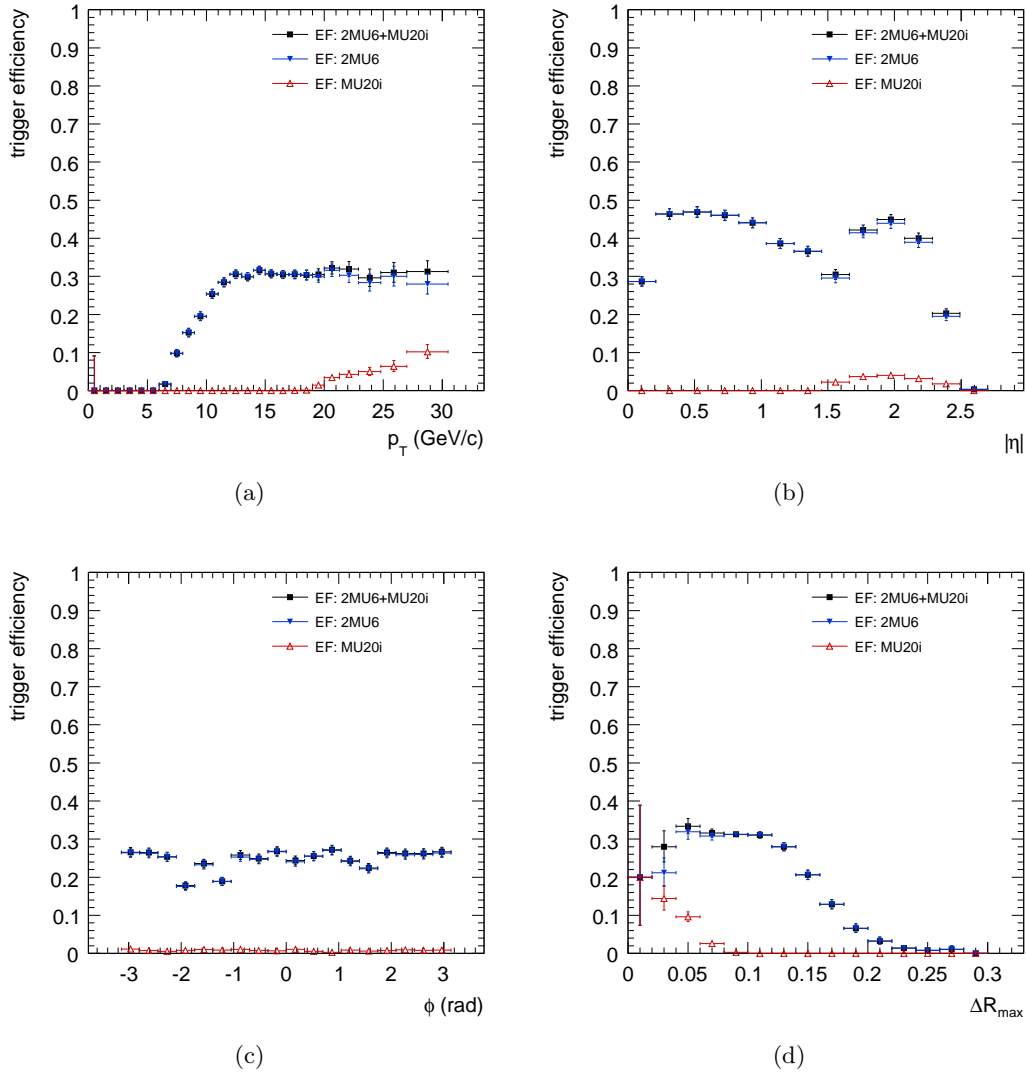 trigger efficiency
1
0.9
0.8
0.7
0.6
0.5
0.4
0.3
0.2
0.1
0
EF: 2MU6+MU20i
EF: 2MU6
EF: MU20i
0 5 10 15 20 25 30
p_T (GeV/c)
(a)
trigger efficiency
1
0.9
0.8
0.7
0.6
0.5
0.4
0.3
0.2
0.1
0
EF: 2MU6+MU20i
EF: 2MU6
EF: MU20i
0 0.5 1 1.5 2 2.5
|η|
(b)
trigger efficiency
1
0.9
0.8
0.7
0.6
0.5
0.4
0.3
0.2
0.1
0
EF: 2MU6+MU20i
EF: 2MU6
EF: MU20i
-3 -2 -1 0 1 2 3
ϕ (rad)
(c)
trigger efficiency
1
0.9
0.8
0.7
0.6
0.5
0.4
0.3
0.2
0.1
0
EF: 2MU6+MU20i
EF: 2MU6
EF: MU20i
0 0.05 0.1 0.15 0.2 0.25 0.3
ΔR_max
(d)